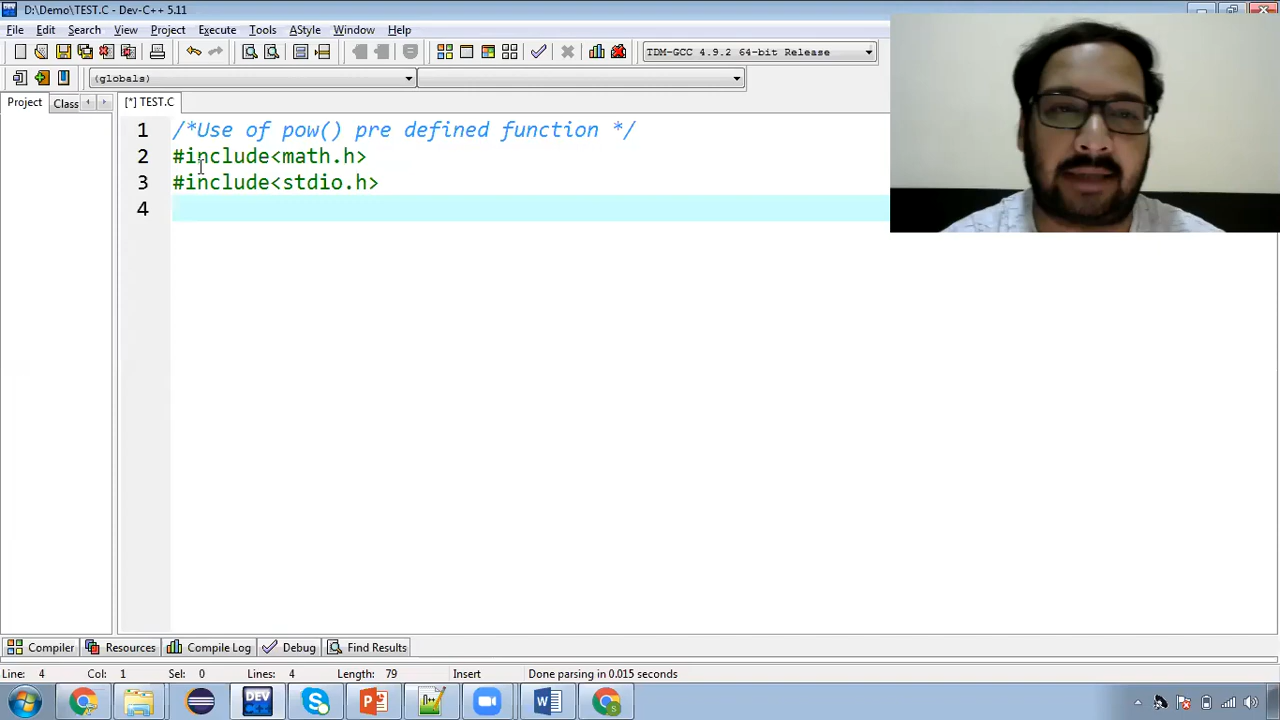 D:\Demo\TEST.C - Dev-C++ 5.11
File Edit Search View Project Execute Tools AStyle Window Help
TDM-GCC 4.9.2 64-bit Release
(globals)
Project Class [*] TEST.C
1 /*Use of pow() pre defined function */
2 #include<math.h>
3 #include<stdio.h>
4
Compiler Resources Compile Log Debug Find Results
Line: 4 Col: 1 Sel: 0 Lines: 4 Length: 79 Insert Done parsing in 0.015 seconds
DEV C++